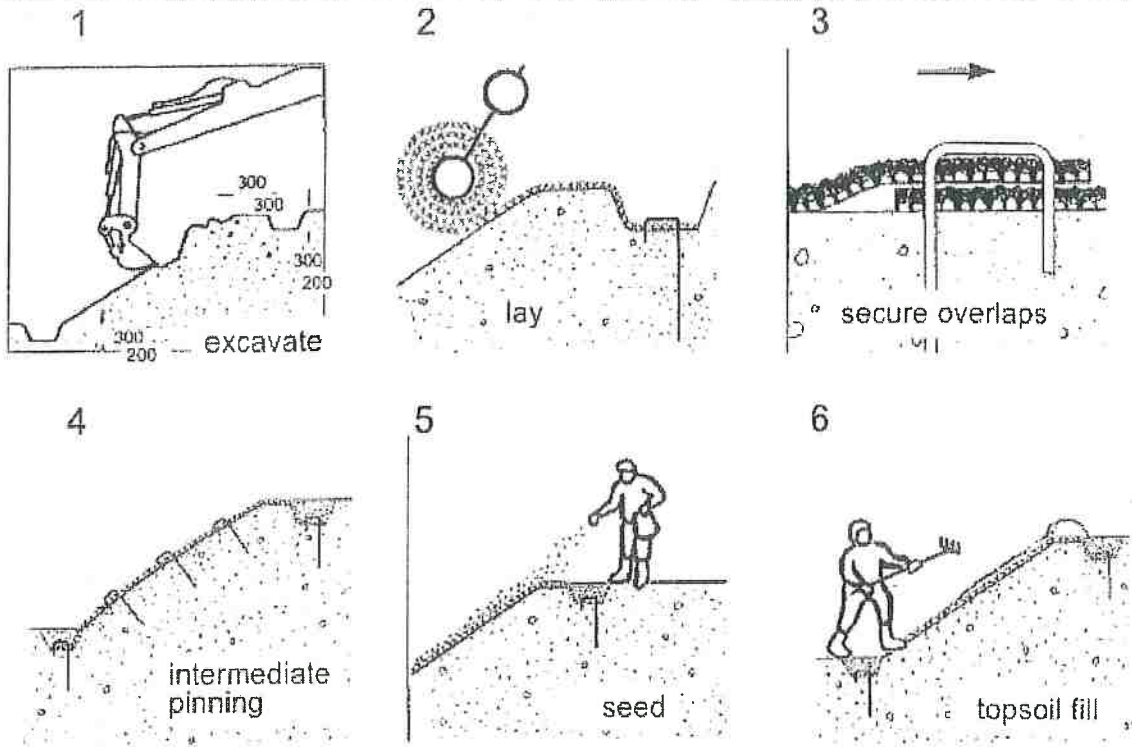 1
2
3
300
300
300
200
300
200
excavate
lay
secure overlaps
4
5
6
intermediate
pinning
seed
topsoil fill